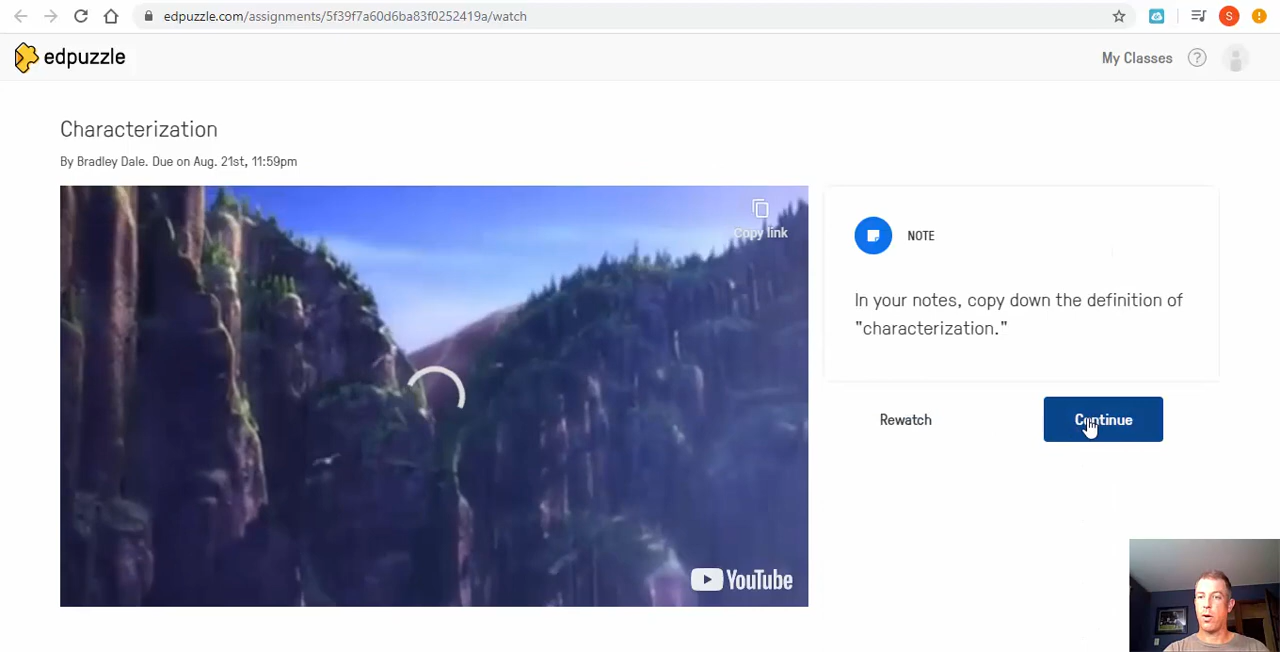 edpuzzle.com/assignments/5f39f7a60d6ba83f0252419a/watch
S
edpuzzle
My Classes
Characterization
By Bradley Dale. Due on Aug. 21st, 11:59pm
Copy link
NOTE
In your notes, copy down the definition of
"characterization."
Rewatch
Continue
YouTube